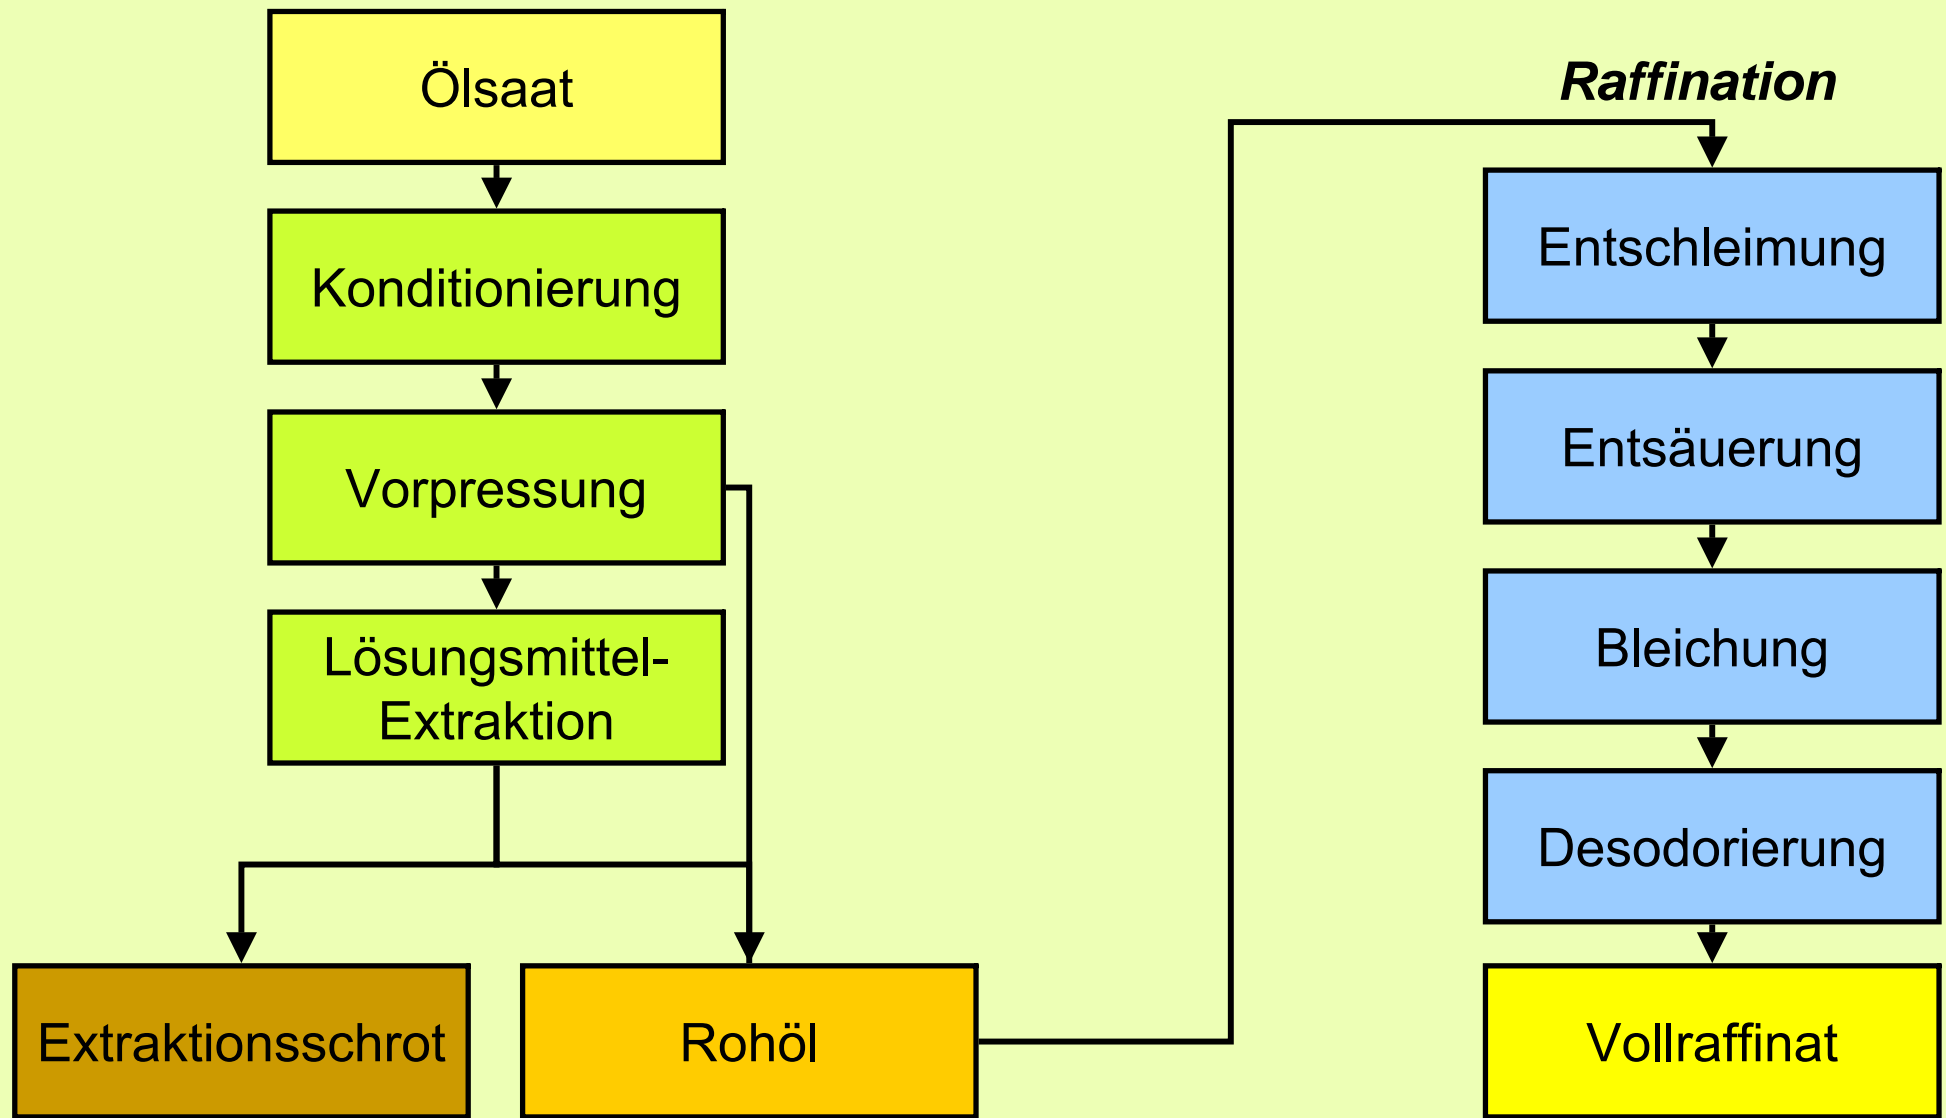 Ölsaat
Konditionierung
Vorpressung
Lösungsmittel-
Extraktion
Extraktionsschrot
Rohöl
Raffination
Entschleimung
Entsäuerung
Bleichung
Desodorierung
Vollraffinat